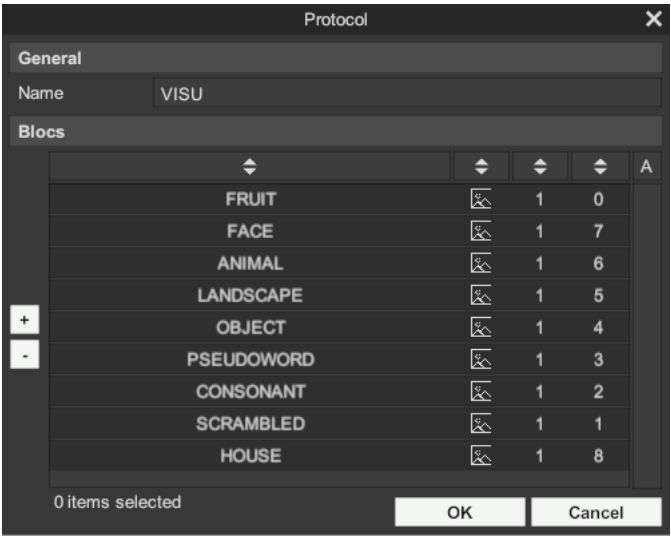 Protocol
General
Name VISU
Blocs
A
FRUIT 1 0
FACE 1 7
ANIMAL 1 6
LANDSCAPE 1 5
+
OBJECT 1 4
-
PSEUDOWORD 1 3
CONSONANT 1 2
SCRAMBLED 1 1
HOUSE 1 8
0 items selected
OK Cancel